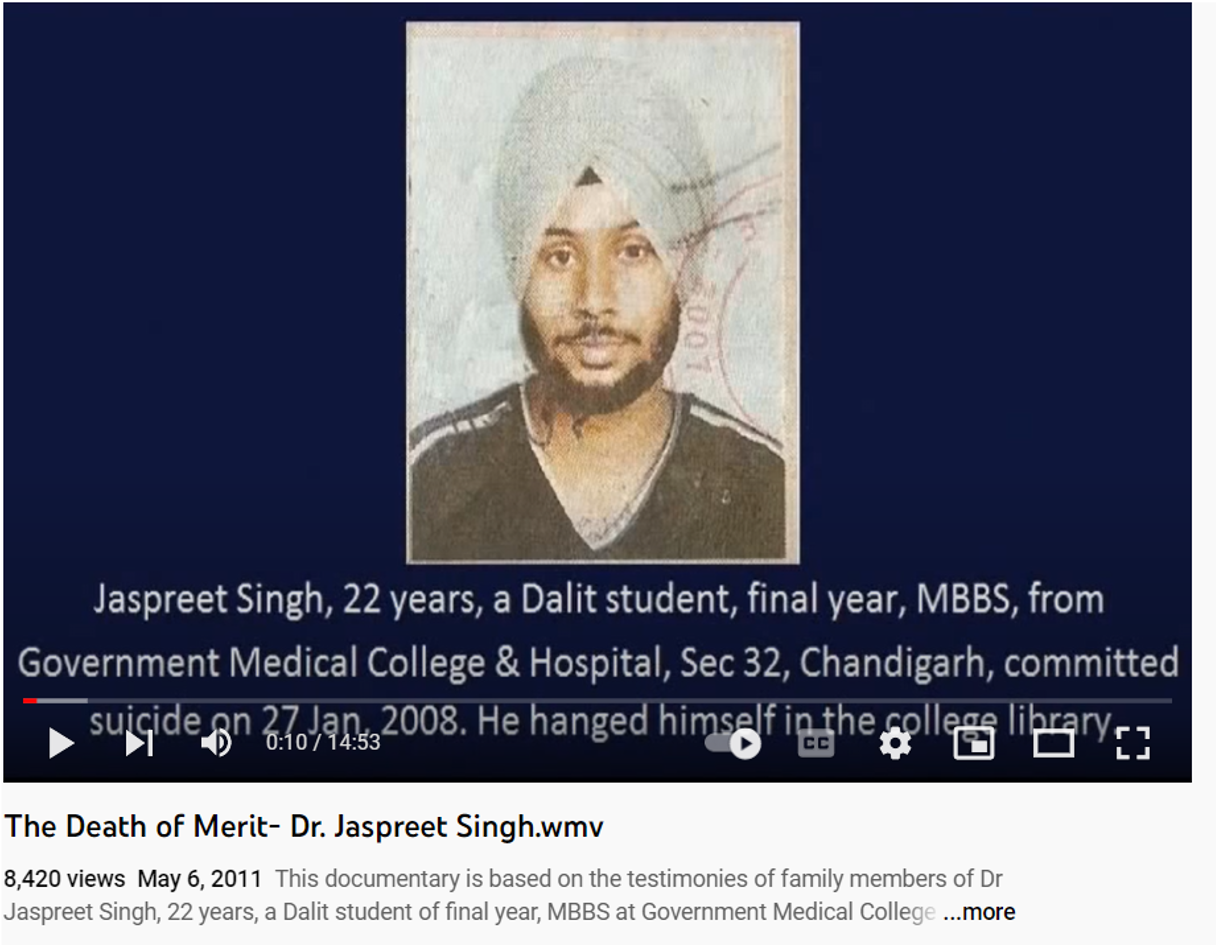 2007
Jaspreet Singh, 22 years, a Dalit student, final year, MBBS, from
Government Medical College & Hospital, Sec 32, Chandigarh, committed
suicide on 27 Jan, 2008. He hanged himself in the college library.
0:10 / 14:53
CC
The Death of Merit- Dr. Jaspreet Singh.wmv
8,420 views May 6, 2011 This documentary is based on the testimonies of family members of Dr
Jaspreet Singh, 22 years, a Dalit student of final year, MBBS at Government Medical College ...more